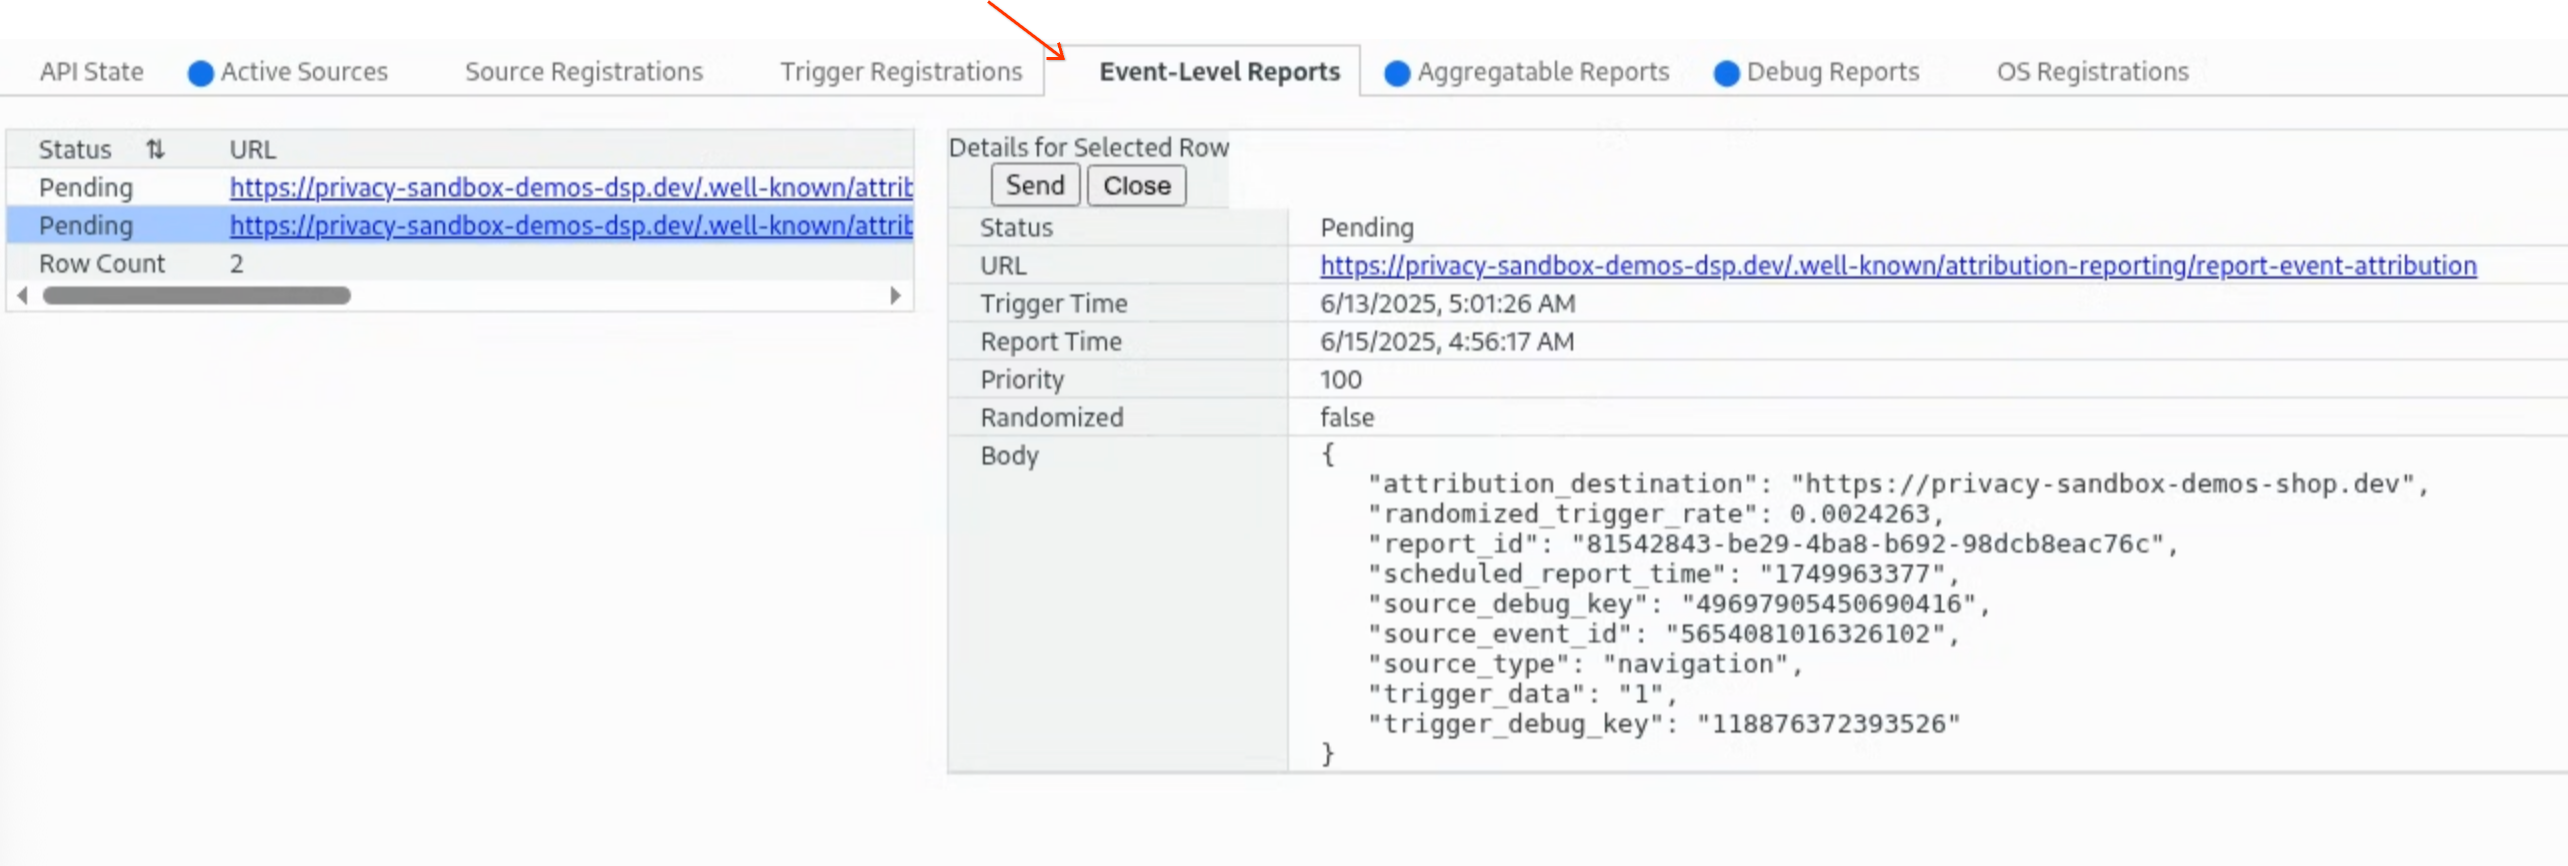 API State Active Sources Source Registrations Trigger Registrations Event-Level Reports Aggregatable Reports Debug Reports OS Registrations
Status ⇅ URL
Pending https://privacy-sandbox-demos-dsp.dev/.well-known/attrib
Pending https://privacy-sandbox-demos-dsp.dev/.well-known/attrib
Row Count 2
Details for Selected Row
Send Close
Status Pending
URL https://privacy-sandbox-demos-dsp.dev/.well-known/attribution-reporting/report-event-attribution
Trigger Time 6/13/2025, 5:01:26 AM
Report Time 6/15/2025, 4:56:17 AM
Priority 100
Randomized false
Body {
"attribution_destination": "https://privacy-sandbox-demos-shop.dev",
"randomized_trigger_rate": 0.0024263,
"report_id": "81542843-be29-4ba8-b692-98dcb8eac76c",
"scheduled_report_time": "1749963377",
"source_debug_key": "49697905450690416",
"source_event_id": "5654081016326102",
"source_type": "navigation",
"trigger_data": "1",
"trigger_debug_key": "118876372393526"
}